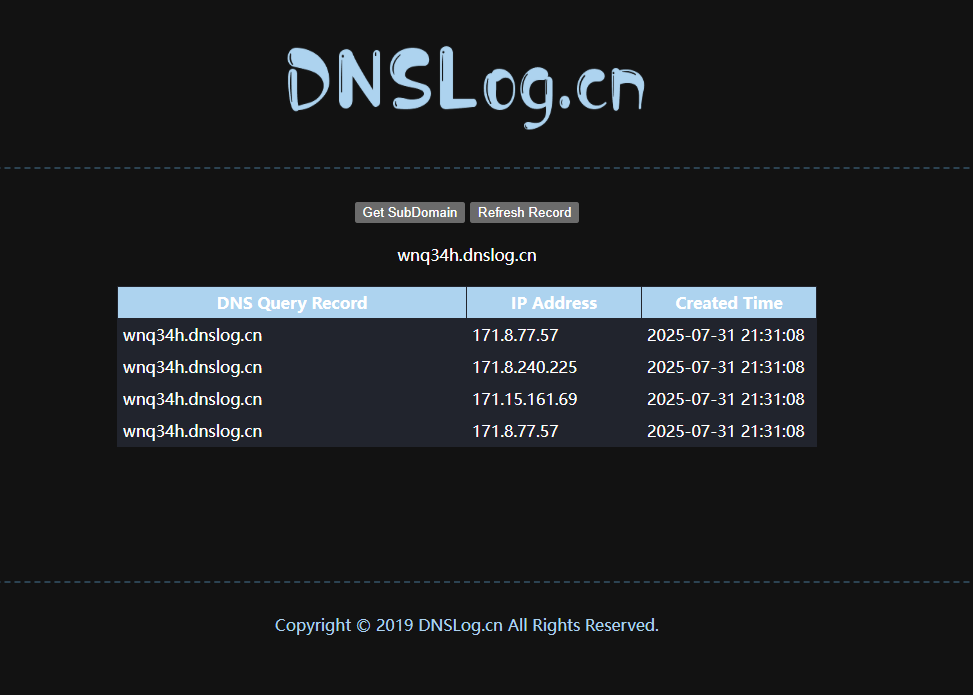 DNSLog.cn
Get SubDomain Refresh Record
wnq34h.dnslog.cn
DNS Query Record IP Address Created Time
wnq34h.dnslog.cn 171.8.77.57 2025-07-31 21:31:08
wnq34h.dnslog.cn 171.8.240.225 2025-07-31 21:31:08
wnq34h.dnslog.cn 171.15.161.69 2025-07-31 21:31:08
wnq34h.dnslog.cn 171.8.77.57 2025-07-31 21:31:08
Copyright © 2019 DNSLog.cn All Rights Reserved.